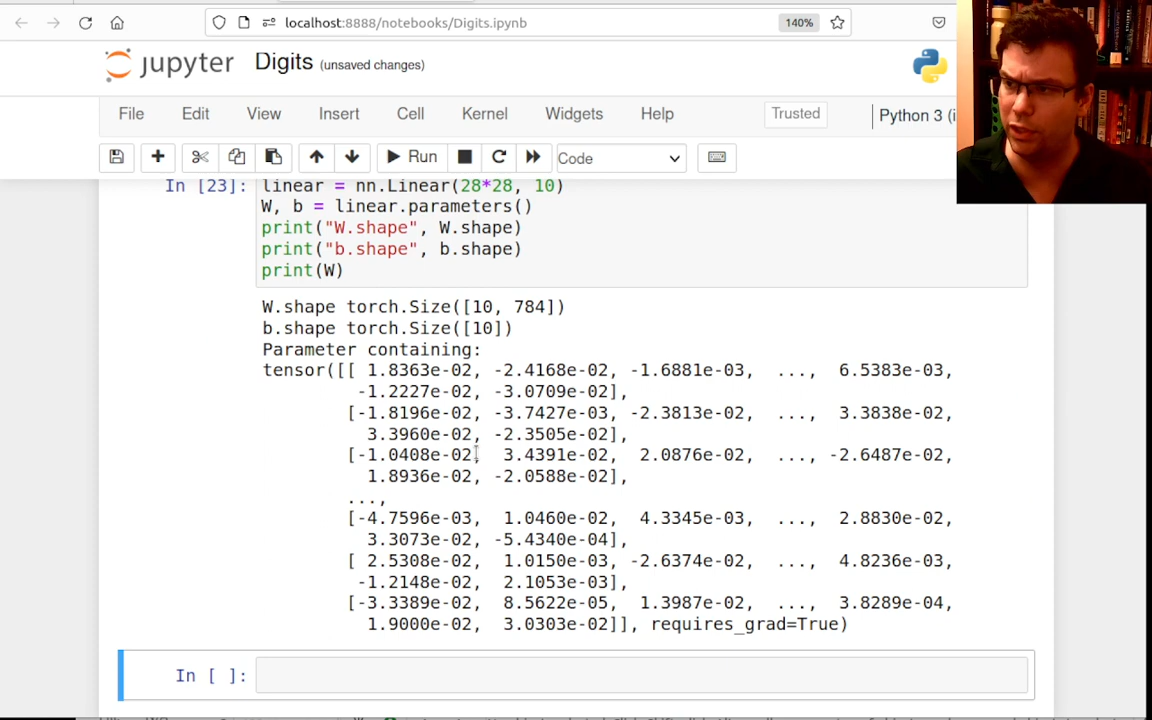 localhost:8888/notebooks/Digits.ipynb 140%
jupyter Digits (unsaved changes)
File Edit View Insert Cell Kernel Widgets Help Trusted Python 3 (i
Run Code
In [23]: linear = nn.Linear(28*28, 10)
W, b = linear.parameters()
print("W.shape", W.shape)
print("b.shape", b.shape)
print(W)
W.shape torch.Size([10, 784])
b.shape torch.Size([10])
Parameter containing:
tensor([[ 1.8363e-02, -2.4168e-02, -1.6881e-03, ..., 6.5383e-03,
-1.2227e-02, -3.0709e-02],
[-1.8196e-02, -3.7427e-03, -2.3813e-02, ..., 3.3838e-02,
3.3960e-02, -2.3505e-02],
[-1.0408e-02, 3.4391e-02, 2.0876e-02, ..., -2.6487e-02,
1.8936e-02, -2.0588e-02],
...,
[-4.7596e-03, 1.0460e-02, 4.3345e-03, ..., 2.8830e-02,
3.3073e-02, -5.4340e-04],
[ 2.5308e-02, 1.0150e-03, -2.6374e-02, ..., 4.8236e-03,
-1.2148e-02, 2.1053e-03],
[-3.3389e-02, 8.5622e-05, 1.3987e-02, ..., 3.8289e-04,
1.9000e-02, 3.0303e-02]], requires_grad=True)
In [ ]: